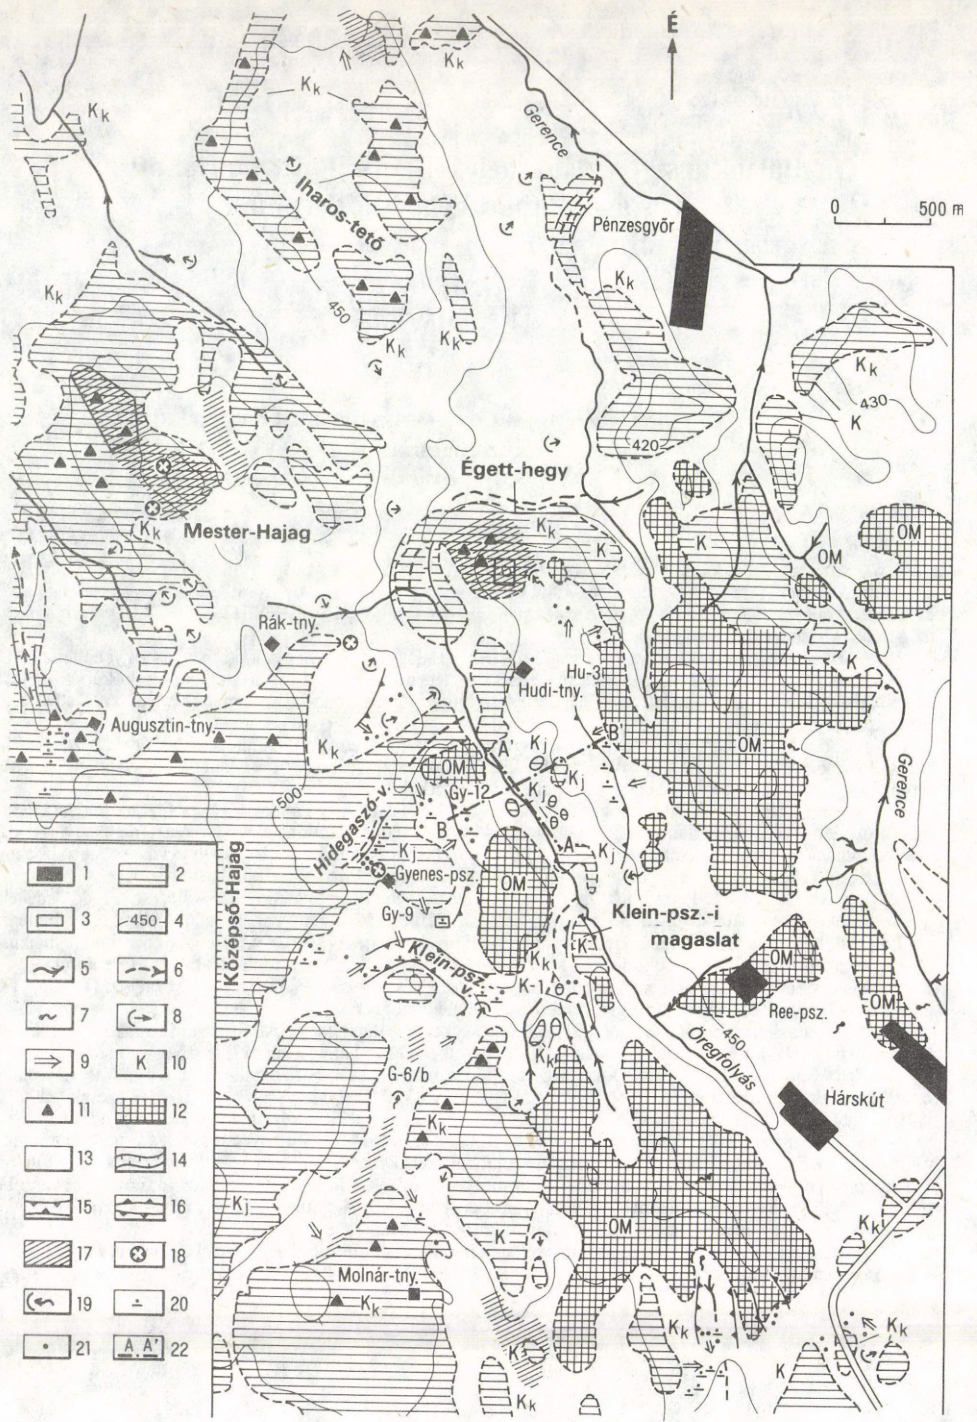 É
Kk
Kk
Kk
Kk
Gerence
Iharos-tető
0 500 m
Pénzesgyőr
Kk
Kk
Kk
450
Kk
Kk
Kk
430
K
420
Égett-hegy
Kk
Mester-Hajag
Kk
K
K
OM
OM
Rák-tny.
K
Hudi-tny.
Hu-3
Augusztin-tny.
Kk
A'
Kj
B'
OM
OM
Kj
Gy-12
Kj
500
Hidegaszó-v.
B
A
Kj
Kj
Gerence
Gyenes-psz.
OM
Középső-Hajag
Gy-9
Klein-psz.-i
magaslat
K
Klein-psz. v.
Kk
OM
K-1
Ree-psz.
OM
450
Öregfolyás
Kk
G-6/b
Hárskút
Kk
Kj
K
OM
Kk
Molnár-tny.
Kk
Kk
Kk
K
K
Kk
K
1
2
3
450 4
5
6
7
8
9
K 10
11
12
13
14
15
16
17
18
19
20
21
A A' 22